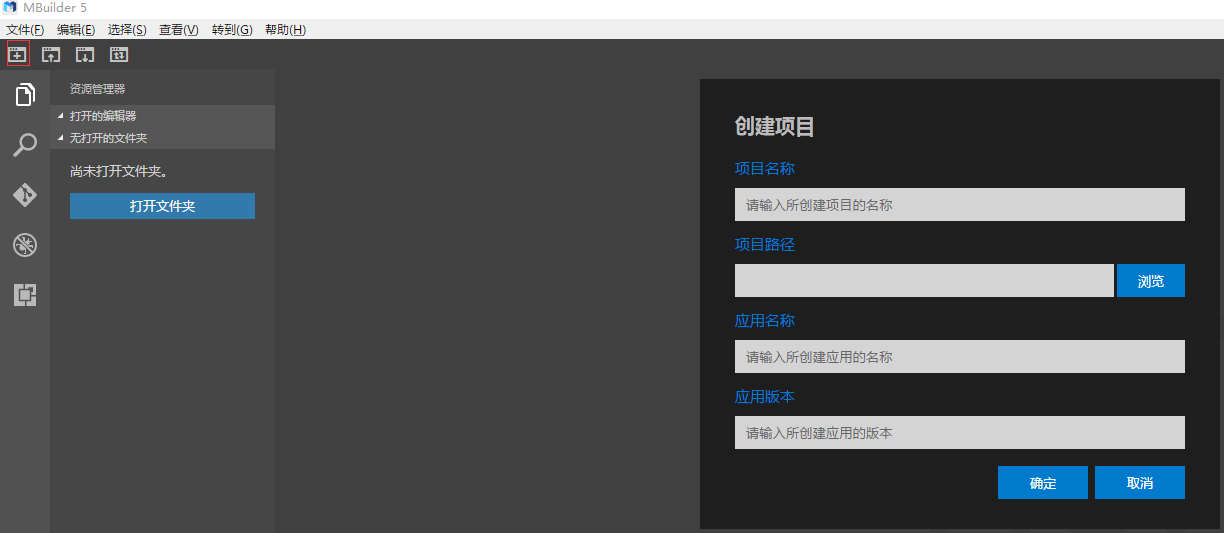 MBuilder 5
文件(F) 编辑(E) 选择(S) 查看(V) 转到(G) 帮助(H)
资源管理器
打开的编辑器
无打开的文件夹
尚未打开文件夹。
打开文件夹
创建项目
项目名称
请输入所创建项目的名称
项目路径
浏览
应用名称
请输入所创建应用的名称
应用版本
请输入所创建应用的版本
确定 取消